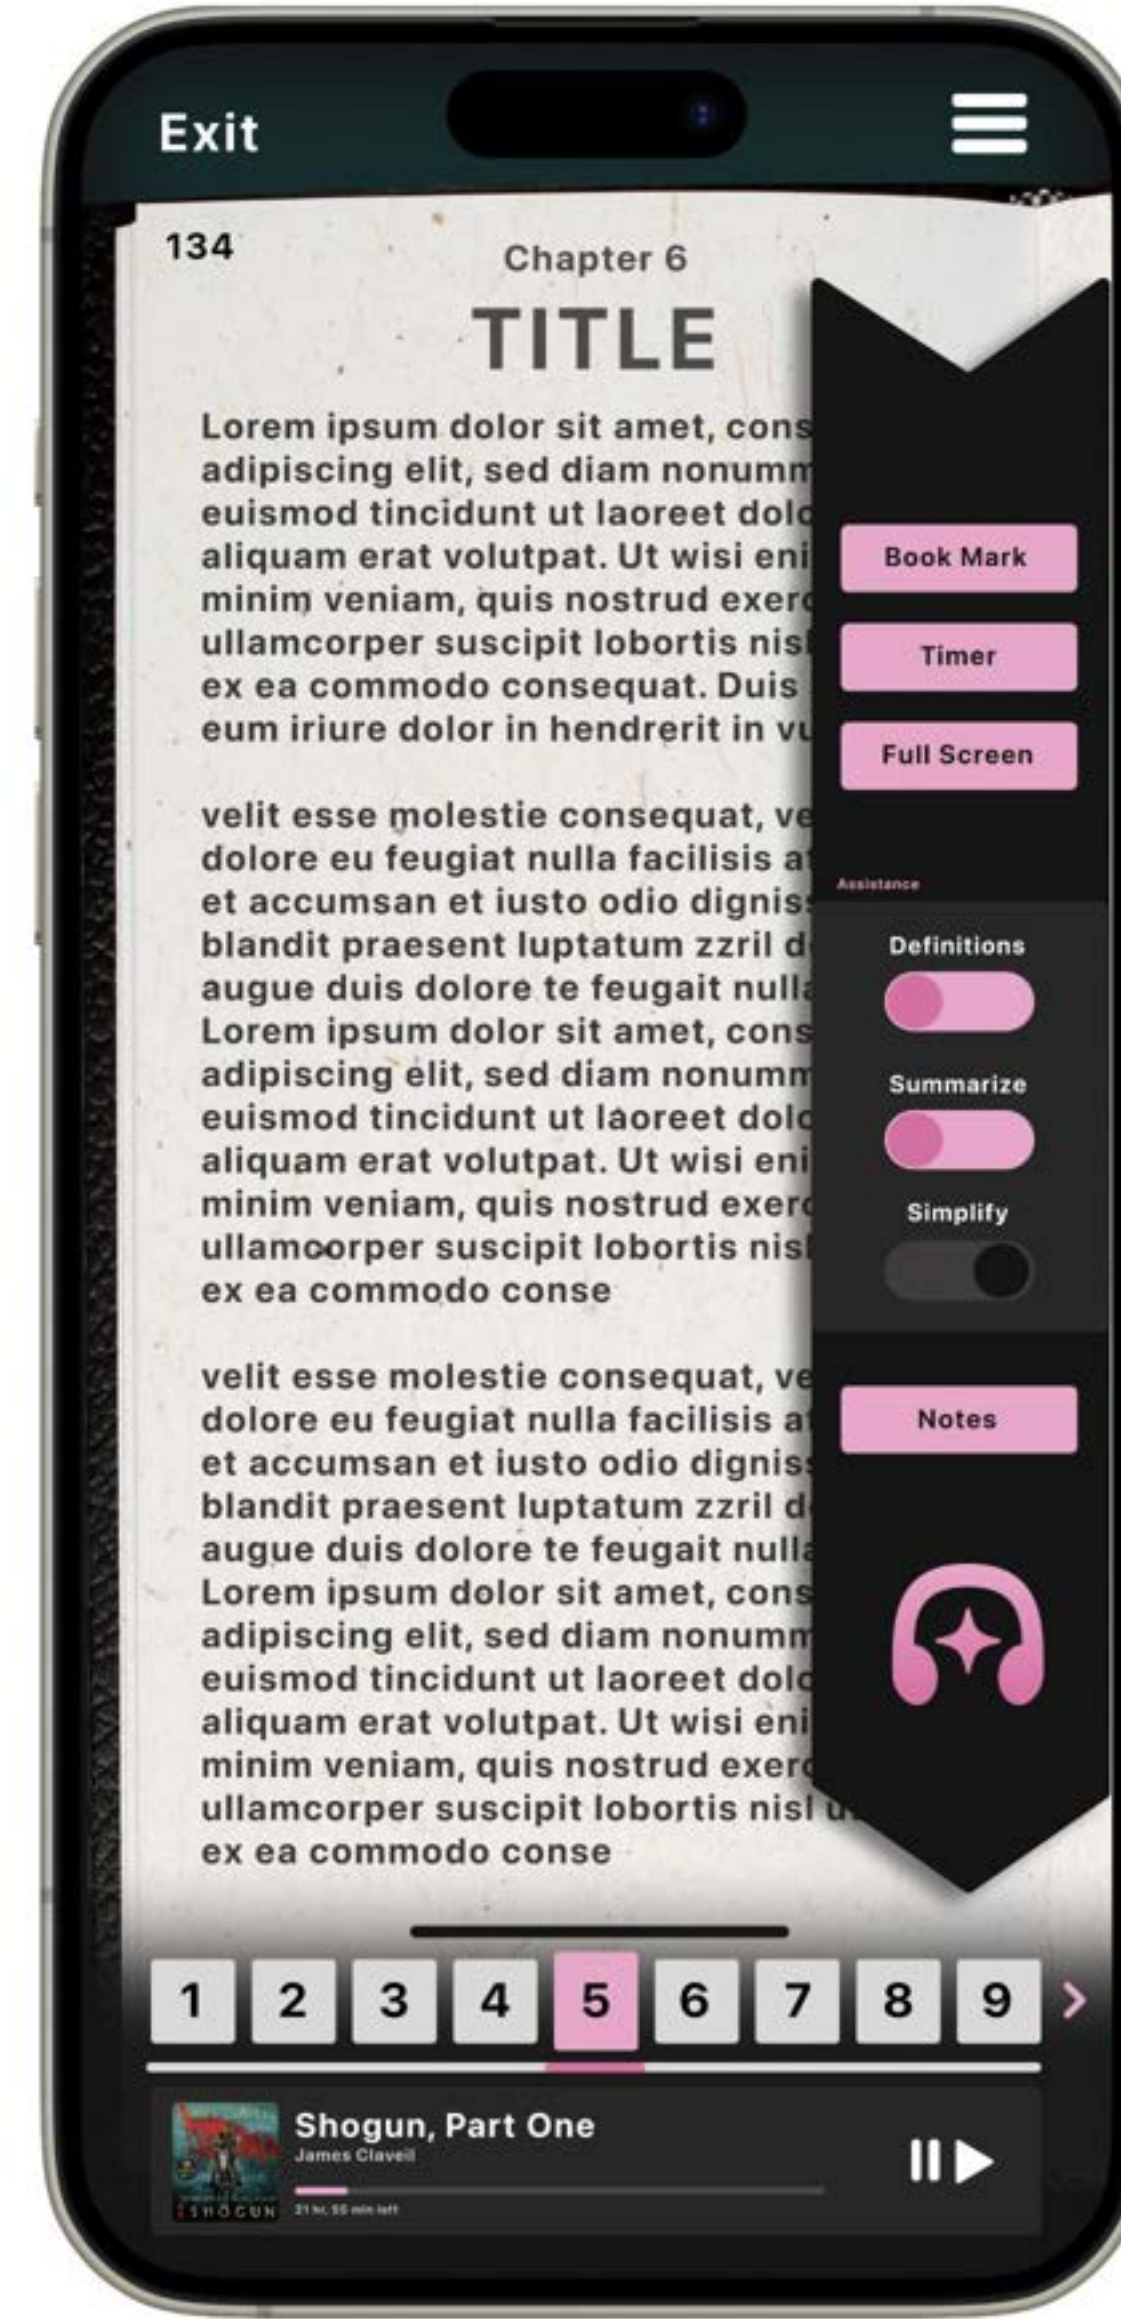 Exit
134
Chapter 6
TITLE
Lorem ipsum dolor sit amet, cons
adipiscing elit, sed diam nonumm
euismod tincidunt ut laoreet dolo
aliquam erat volutpat. Ut wisi eni
minim veniam, quis nostrud exerc
ullamcorper suscipit lobortis nisl
ex ea commodo consequat. Duis
eum iriure dolor in hendrerit in vu
velit esse molestie consequat, ve
dolore eu feugiat nulla facilisis at
et accumsan et iusto odio digniss
blandit praesent luptatum zzril d
augue duis dolore te feugait nulla
Lorem ipsum dolor sit amet, cons
adipiscing elit, sed diam nonumm
euismod tincidunt ut laoreet dolo
aliquam erat volutpat. Ut wisi eni
minim veniam, quis nostrud exerc
ullamcorper suscipit lobortis nisl
ex ea commodo conse
velit esse molestie consequat, ve
dolore eu feugiat nulla facilisis at
et accumsan et iusto odio digniss
blandit praesent luptatum zzril d
augue duis dolore te feugait nulla
Lorem ipsum dolor sit amet, cons
adipiscing elit, sed diam nonumm
euismod tincidunt ut laoreet dolo
aliquam erat volutpat. Ut wisi eni
minim veniam, quis nostrud exerc
ullamcorper suscipit lobortis nisl u
ex ea commodo conse
Book Mark
Timer
Full Screen
Assistance
Definitions
Summarize
Simplify
Notes
1 2 3 4 5 6 7 8 9
Shogun, Part One
James Claveil
21 hr, 55 min left
SHOGUN